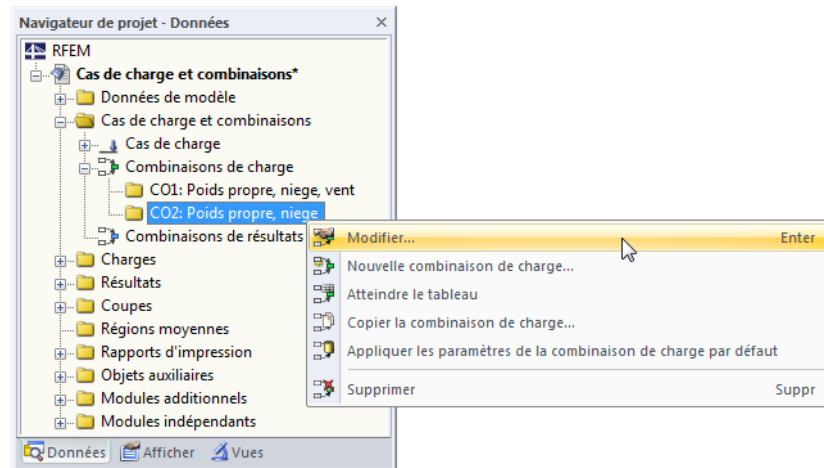 Navigateur de projet - Données
RFEM
Cas de charge et combinaisons*
Données de modèle
Cas de charge et combinaisons
Cas de charge
Combinaisons de charge
CO1: Poids propre, niege, vent
CO2: Poids propre, niege
Combinaisons de résultats
Charges
Résultats
Coupes
Régions moyennes
Rapports d'impression
Objets auxiliaires
Modules additionnels
Modules indépendants
Données Afficher Vues
Modifier... Enter
Nouvelle combinaison de charge...
Atteindre le tableau
Copier la combinaison de charge...
Appliquer les paramètres de la combinaison de charge par défaut
Supprimer Suppr